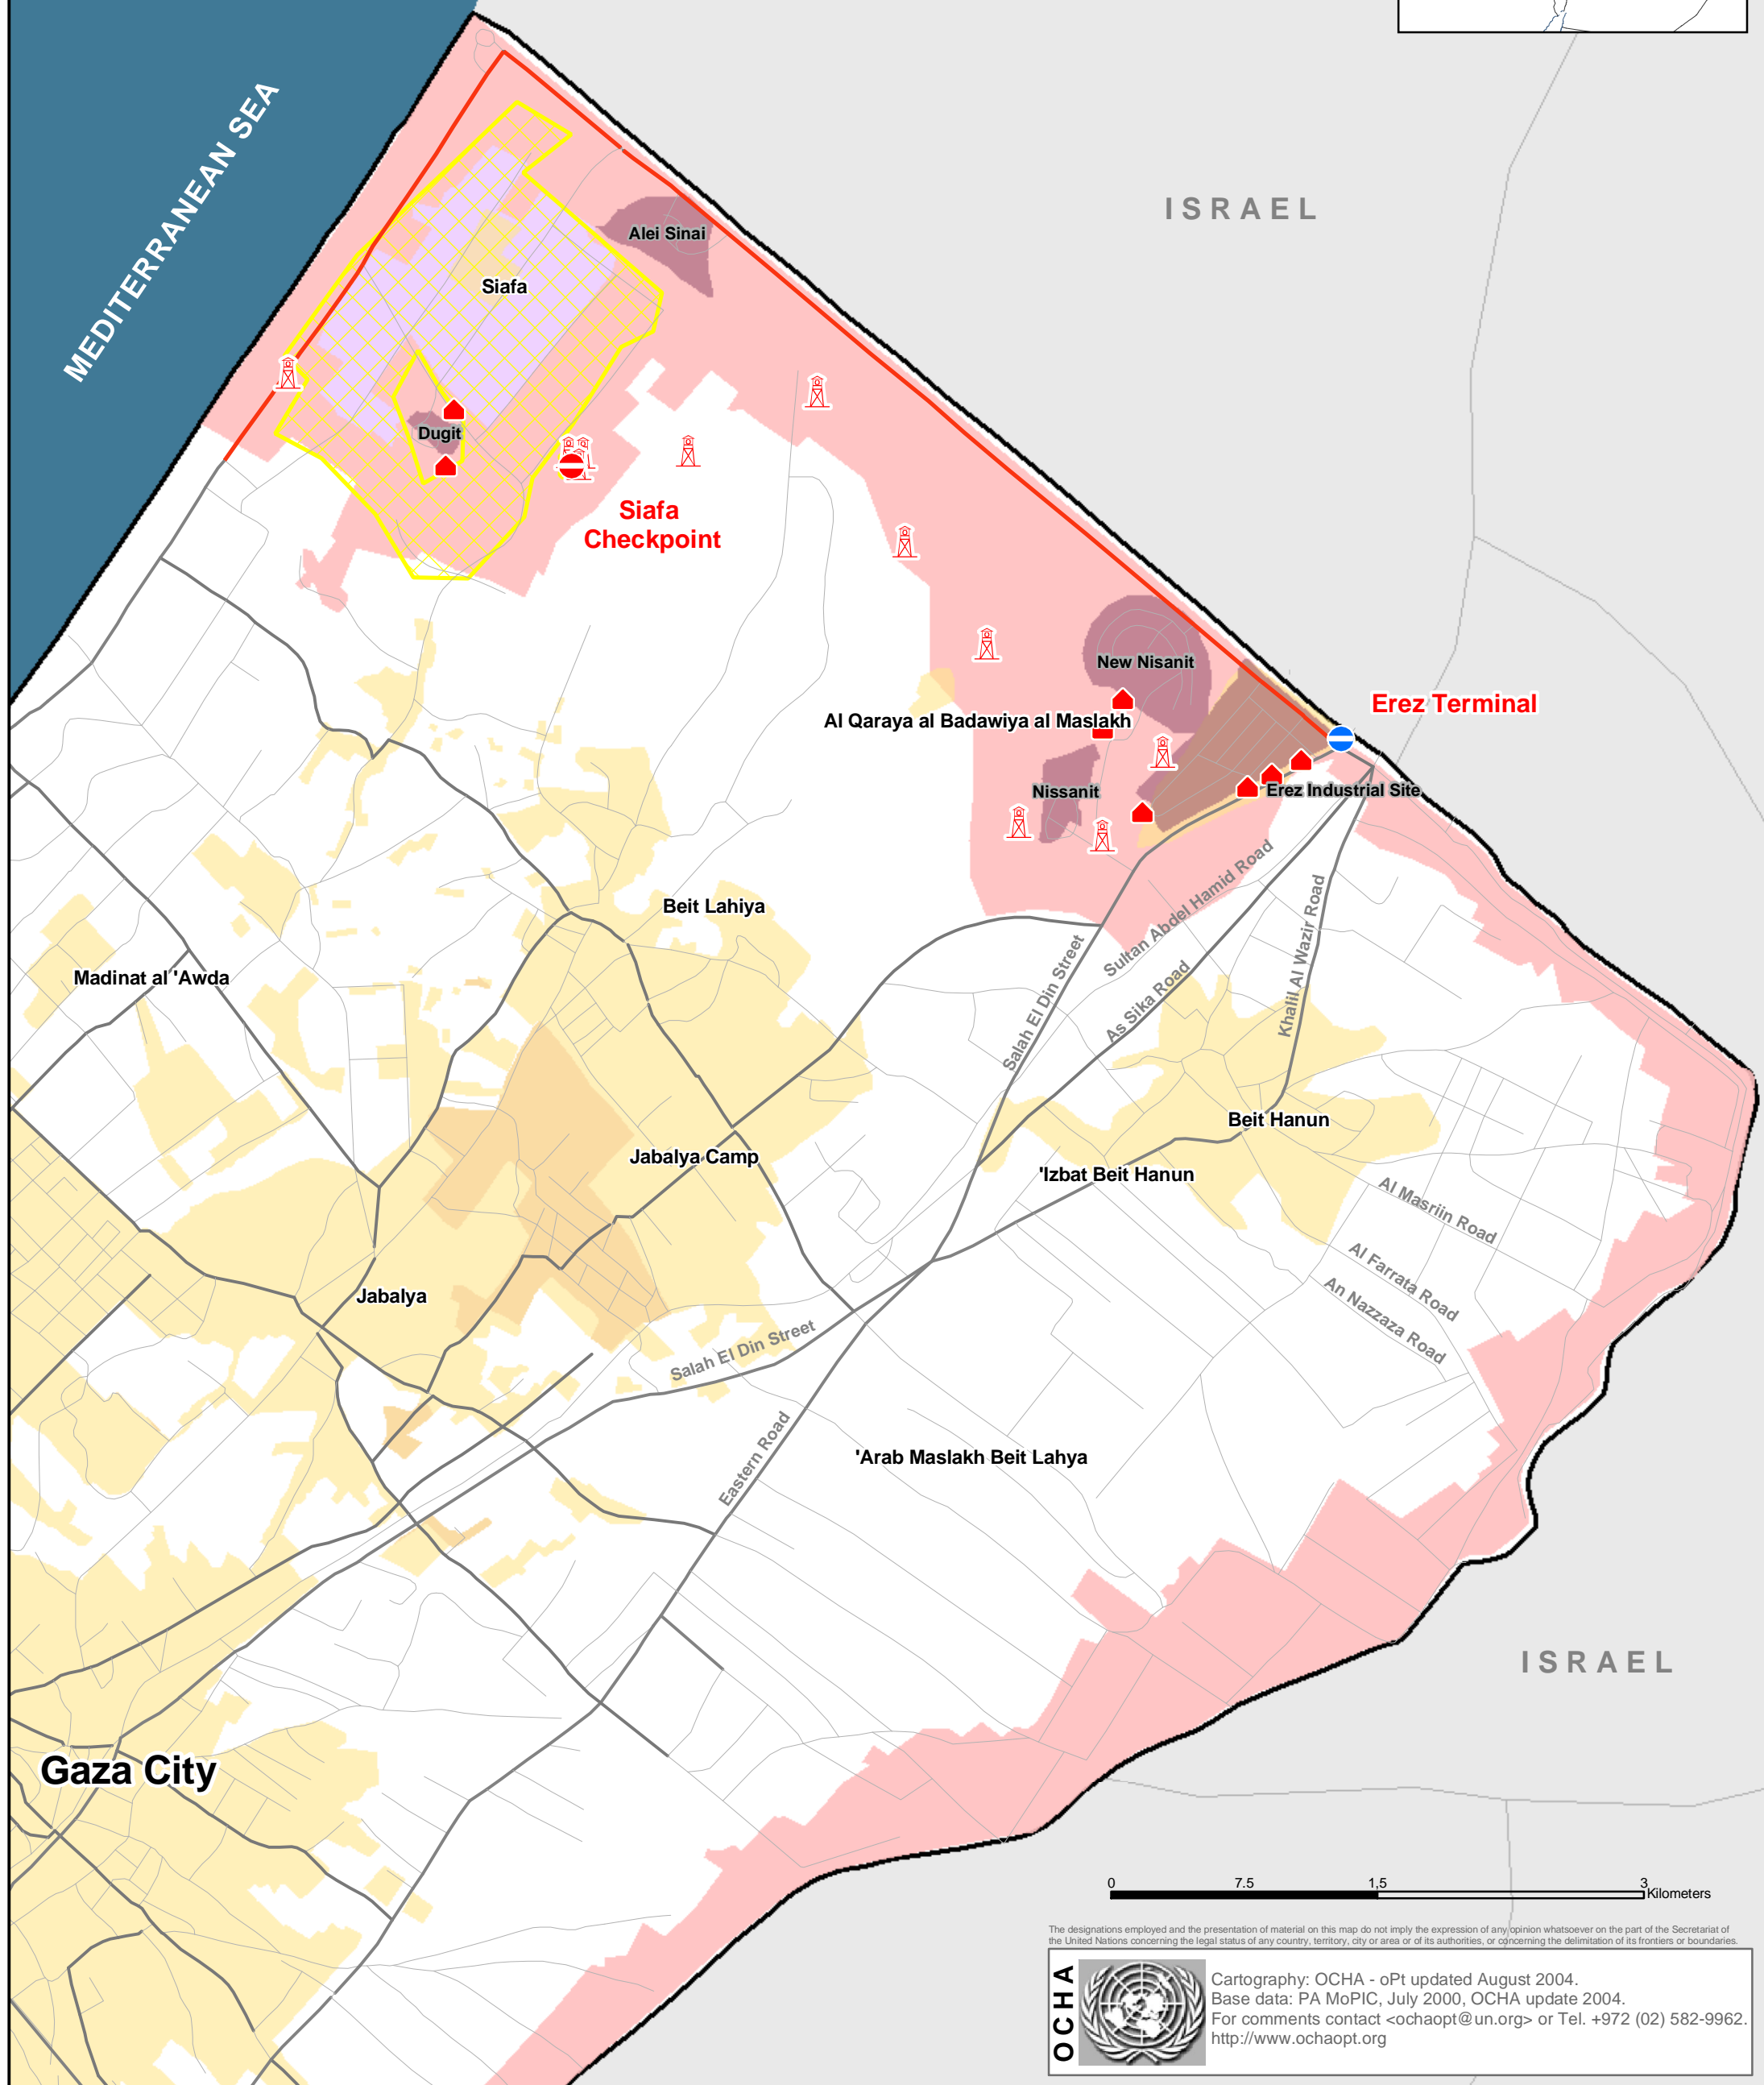 MEDITERRANEAN SEA
ISRAEL
Alei Sinai
Siafa
Dugit
Siafa
Checkpoint
New Nisanit
Erez Terminal
Al Qaraya al Badawiya al Maslakh
Nissanit
Erez Industrial Site
Sultan Abdel Hamid Road
Khalil Al Wazir Road
Beit Lahiya
Salah El Din Street
As Sika Road
Madinat al 'Awda
Beit Hanun
Jabalya Camp
'Izbat Beit Hanun
Al Masriin Road
Al Farrata Road
An Nazzaza Road
Jabalya
Salah El Din Street
Eastern Road
'Arab Maslakh Beit Lahya
ISRAEL
Gaza City
0 7.5 1,5 3
Kilometers
The designations employed and the presentation of material on this map do not imply the expression of any opinion whatsoever on the part of the Secretariat of
the United Nations concerning the legal status of any country, territory, city or area or of its authorities, or concerning the delimitation of its frontiers or boundaries.
OCHA
Cartography: OCHA - oPt updated August 2004.
Base data: PA MoPIC, July 2000, OCHA update 2004.
For comments contact <ochaopt@un.org> or Tel. +972 (02) 582-9962.
http://www.ochaopt.org